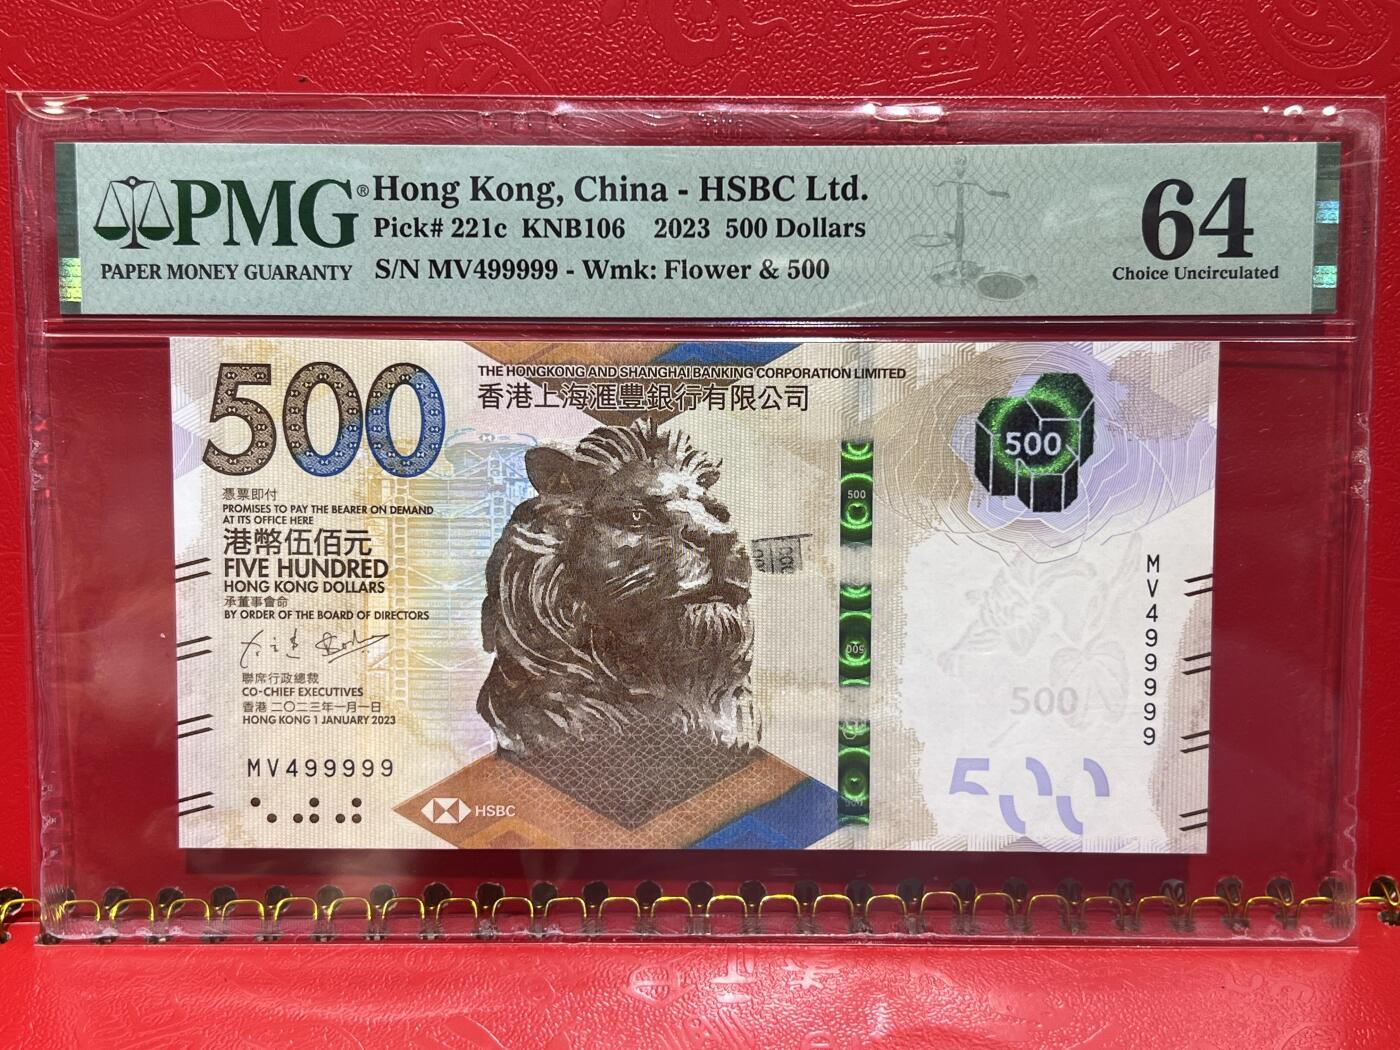 PMG®
PAPER MONEY GUARANTY
Hong Kong, China - HSBC Ltd.
Pick# 221c KNB106 2023 500 Dollars
S/N MV499999 - Wmk: Flower & 500
64
Choice Uncirculated
500
THE HONGKONG AND SHANGHAI BANKING CORPORATION LIMITED
香港上海滙豐銀行有限公司
500
憑票即付
PROMISES TO PAY THE BEARER ON DEMAND
AT ITS OFFICE HERE
港幣伍佰元
FIVE HUNDRED
HONG KONG DOLLARS
承董事會命
BY ORDER OF THE BOARD OF DIRECTORS
聯席行政總裁
CO-CHIEF EXECUTIVES
香港 二〇二三年一月一日
HONG KONG 1 JANUARY 2023
MV499999
HSBC
500
500
500
MV499999
500
500